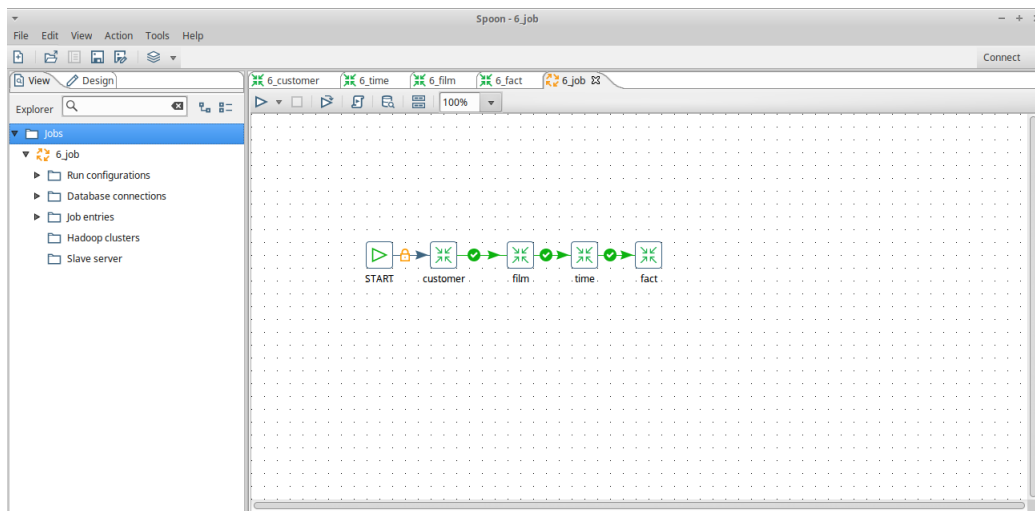 Spoon - 6_job
File Edit View Action Tools Help
Connect
View Design
6_customer 6_time 6_film 6_fact 6_job
Explorer
100%
Jobs
6_job
Run configurations
Database connections
Job entries
Hadoop clusters
Slave server
START customer film time fact